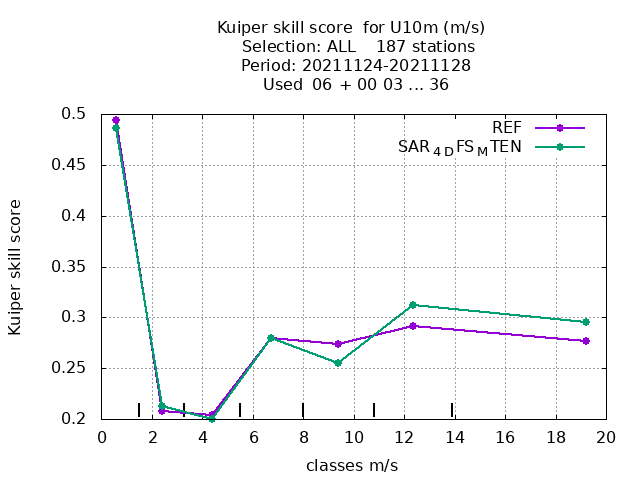 Kuiper skill score  for U10m (m/s)
Selection: ALL    187 stations
Period: 20211124-20211128
Used  06 + 00 03 ... 36
REF
SAR4DFSMTEN
0.5
0.45
0.4
0.35
0.3
0.25
0.2
Kuiper skill score
0 2 4 6 8 10 12 14 16 18 20
classes m/s